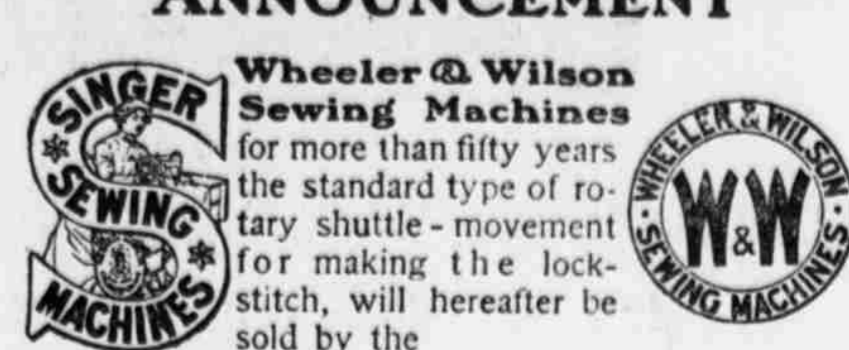 ANNOUNCEMENT
SINGER
SEWING
MACHINES
Wheeler & Wilson
Sewing Machines
for more than fifty years
the standard type of ro-
tary shuttle - movement
for making the lock-
stitch, will hereafter be
sold by the
WHEELER & WILSON
W & W
SEWING MACHINES